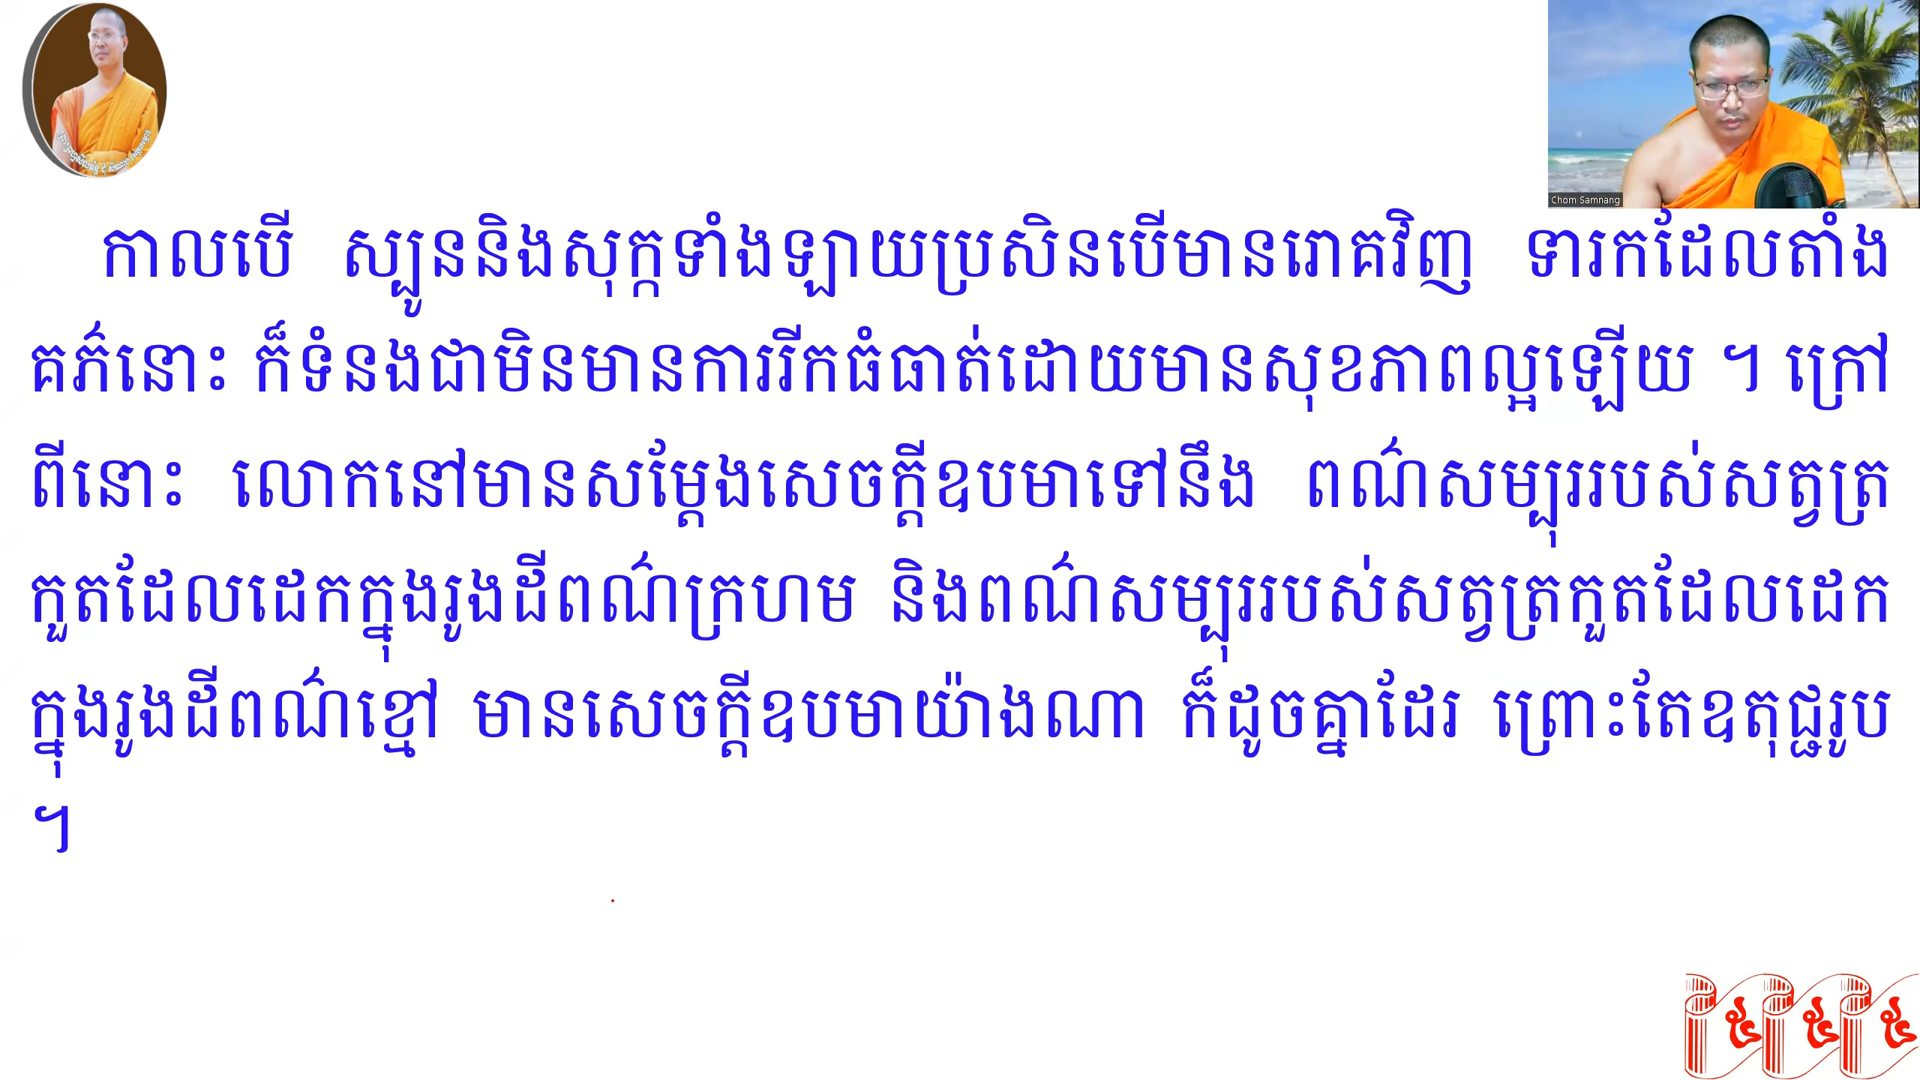 Chom Samnang
កាលបើ ស្បូននិងសុក្កទាំងឡាយប្រសិនបើមានរោគវិញ ទារកដែលតាំង
គភ៌នោះ ក៏ទំនងជាមិនមានការរីកធំធាត់ដោយមានសុខភាពល្អឡើយ ។ ក្រៅ
ពីនោះ លោកនៅមានសម្ដែងសេចក្ដីឧបមាទៅនឹង ពណ៌សម្បុររបស់សត្វត្រ
កួតដែលដេកក្នុងរូងដីពណ៌ក្រហម និងពណ៌សម្បុររបស់សត្វត្រកួតដែលដេក
ក្នុងរូងដីពណ៌ខ្មៅ មានសេចក្ដីឧបមាយ៉ាងណា ក៏ដូចគ្នាដែរ ព្រោះតែឧតុជ្ជរូប
។